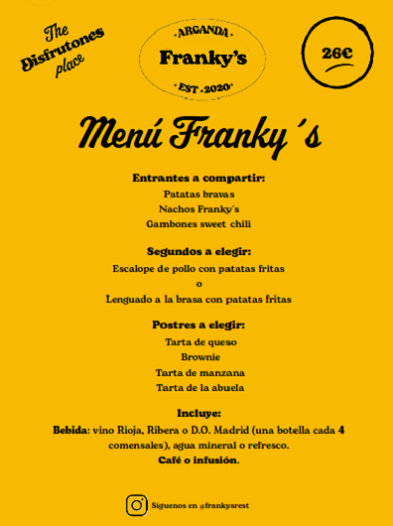 The
Disfrutones
place
· ARGANDA ·
Franky's
· EST · 2020 ·
26€
Menú Franky´s
Entrantes a compartir:
Patatas bravas
Nachos Franky's
Gambones sweet chili
Segundos a elegir:
Escalope de pollo con patatas fritas
o
Lenguado a la brasa con patatas fritas
Postres a elegir:
Tarta de queso
Brownie
Tarta de manzana
Tarta de la abuela
Incluye:
Bebida: vino Rioja, Ribera o D.O. Madrid (una botella cada 4
comensales), agua mineral o refresco.
Café o infusión.
Siguenos en @frankysrest